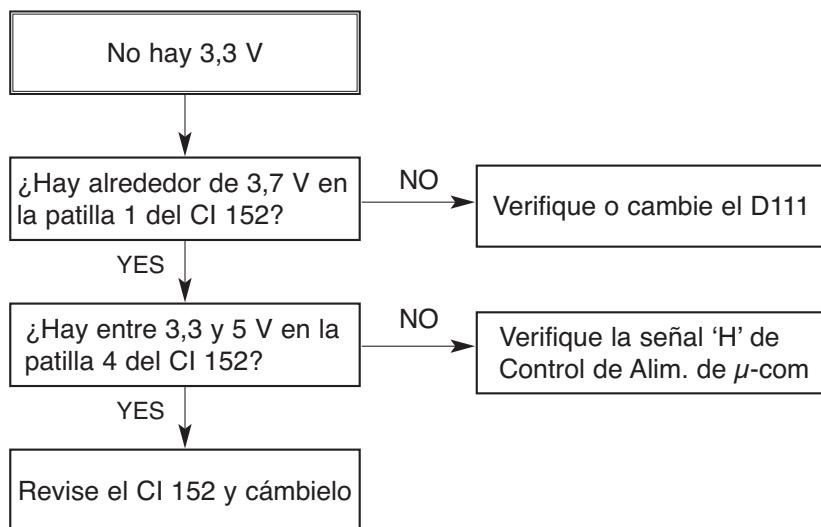 No hay 3,3 V
¿Hay alrededor de 3,7 V en
la patilla 1 del CI 152?
NO
Verifique o cambie el D111
YES
¿Hay entre 3,3 y 5 V en la
patilla 4 del CI 152?
NO
Verifique la señal ‘H’ de
Control de Alim. de µ-com
YES
Revise el CI 152 y cámbielo